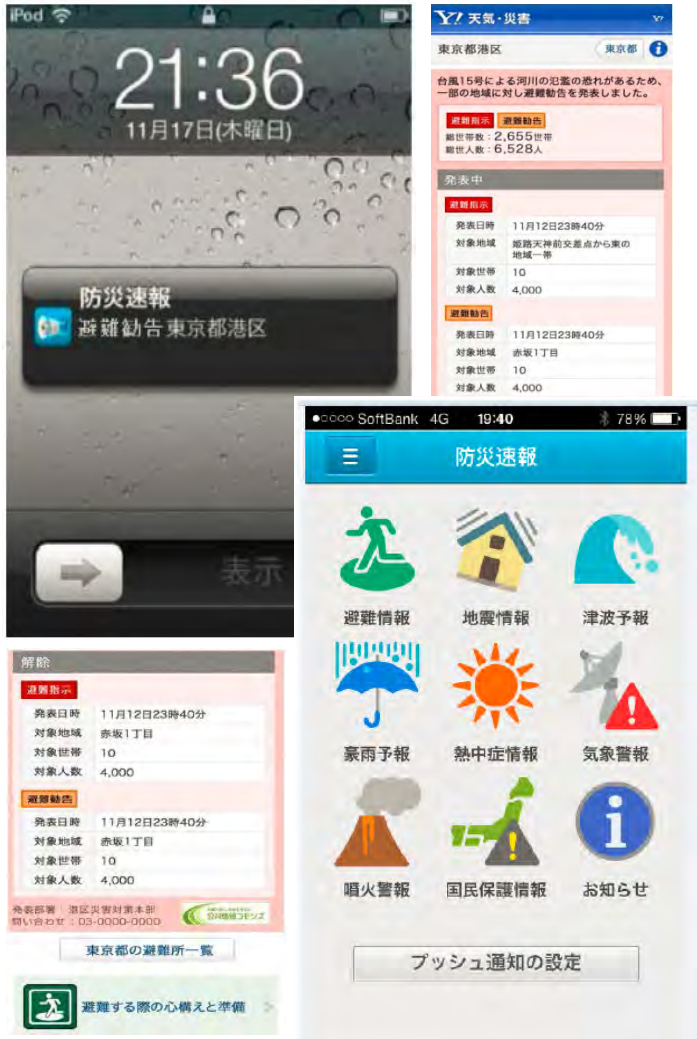 iPod
21:36
11月17日(木曜日)
防災速報
避難勧告東京都港区
表示
Y! 天気・災害
東京都港区 東京都
台風15号による河川の氾濫の恐れがあるため、
一部の地域に対し避難勧告を発表しました。
避難指示 避難勧告
総世帯数：2,655世帯
総世人数：6,528人
発表中
避難指示
発表日時 11月12日23時40分
対象地域 姫路天神前交差点から東の
地域一帯
対象世帯 10
対象人数 4,000
避難勧告
発表日時 11月12日23時40分
対象地域 赤坂1丁目
対象世帯 10
対象人数 4,000
SoftBank 4G 19:40 78%
防災速報
避難情報 地震情報 津波予報
豪雨予報 熱中症情報 気象警報
噴火警報 国民保護情報 お知らせ
プッシュ通知の設定
解除
避難指示
発表日時 11月12日23時40分
対象地域 赤坂1丁目
対象世帯 10
対象人数 4,000
避難勧告
発表日時 11月12日23時40分
対象地域 赤坂1丁目
対象世帯 10
対象人数 4,000
発表部署：港区災害対策本部
問い合わせ：03-0000-0000
公共情報コモンズ
東京都の避難所一覧
避難する際の心構えと準備